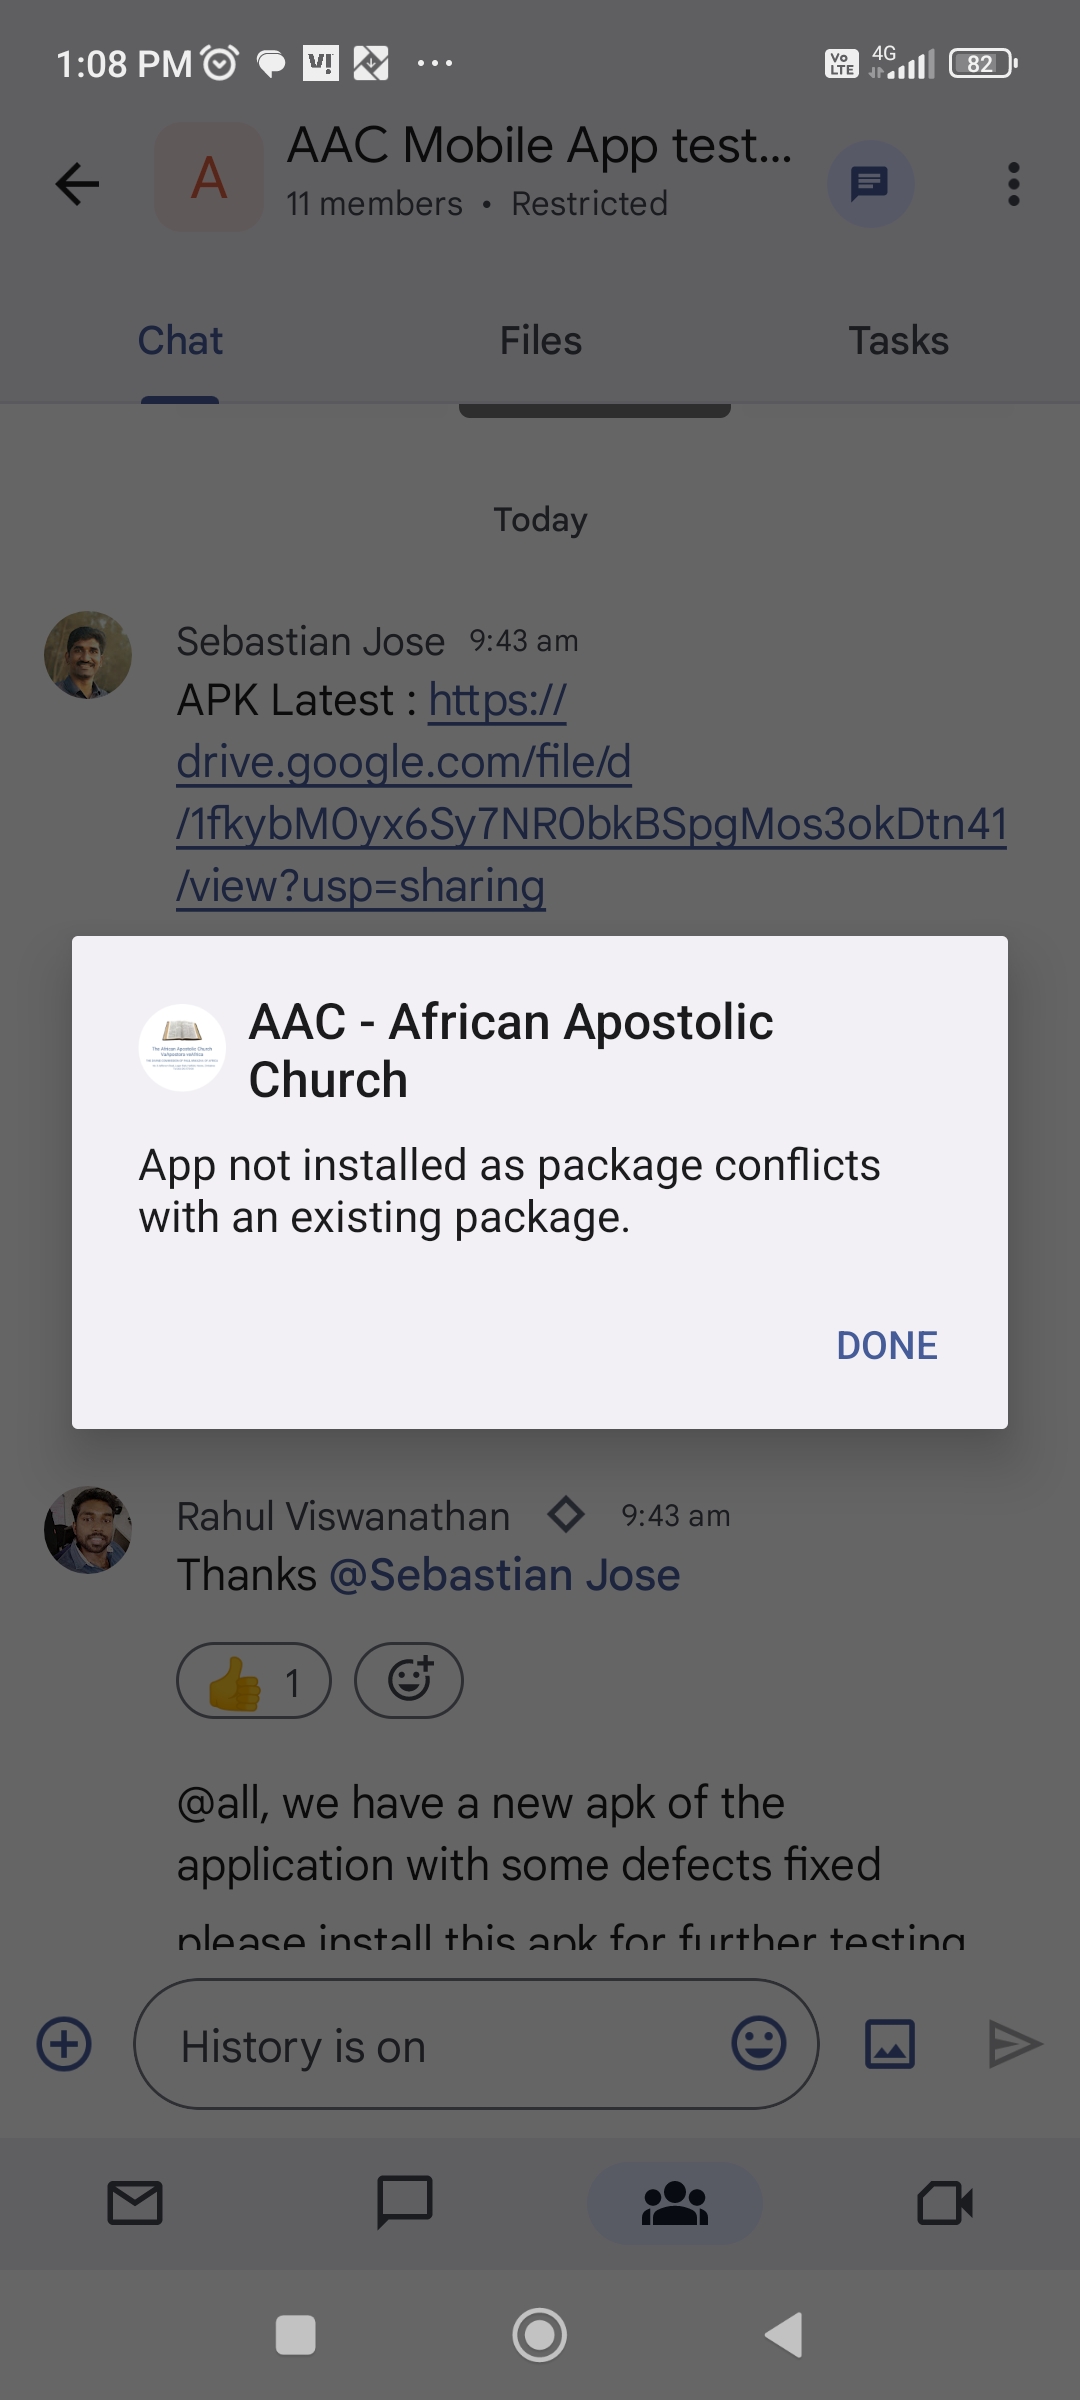 1:08 PM
4G
Vo LTE
82
A
AAC Mobile App test...
11 members • Restricted
Chat
Files
Tasks
Today
Sebastian Jose 9:43 am
APK Latest : https://
drive.google.com/file/d
/1fkybM0yx6Sy7NR0bkBSpgMos3okDtn41
/view?usp=sharing
AAC - African Apostolic
Church
App not installed as package conflicts
with an existing package.
DONE
Rahul Viswanathan 9:43 am
Thanks @Sebastian Jose
👍 1
@all, we have a new apk of the
application with some defects fixed
please install this apk for further testing
History is on